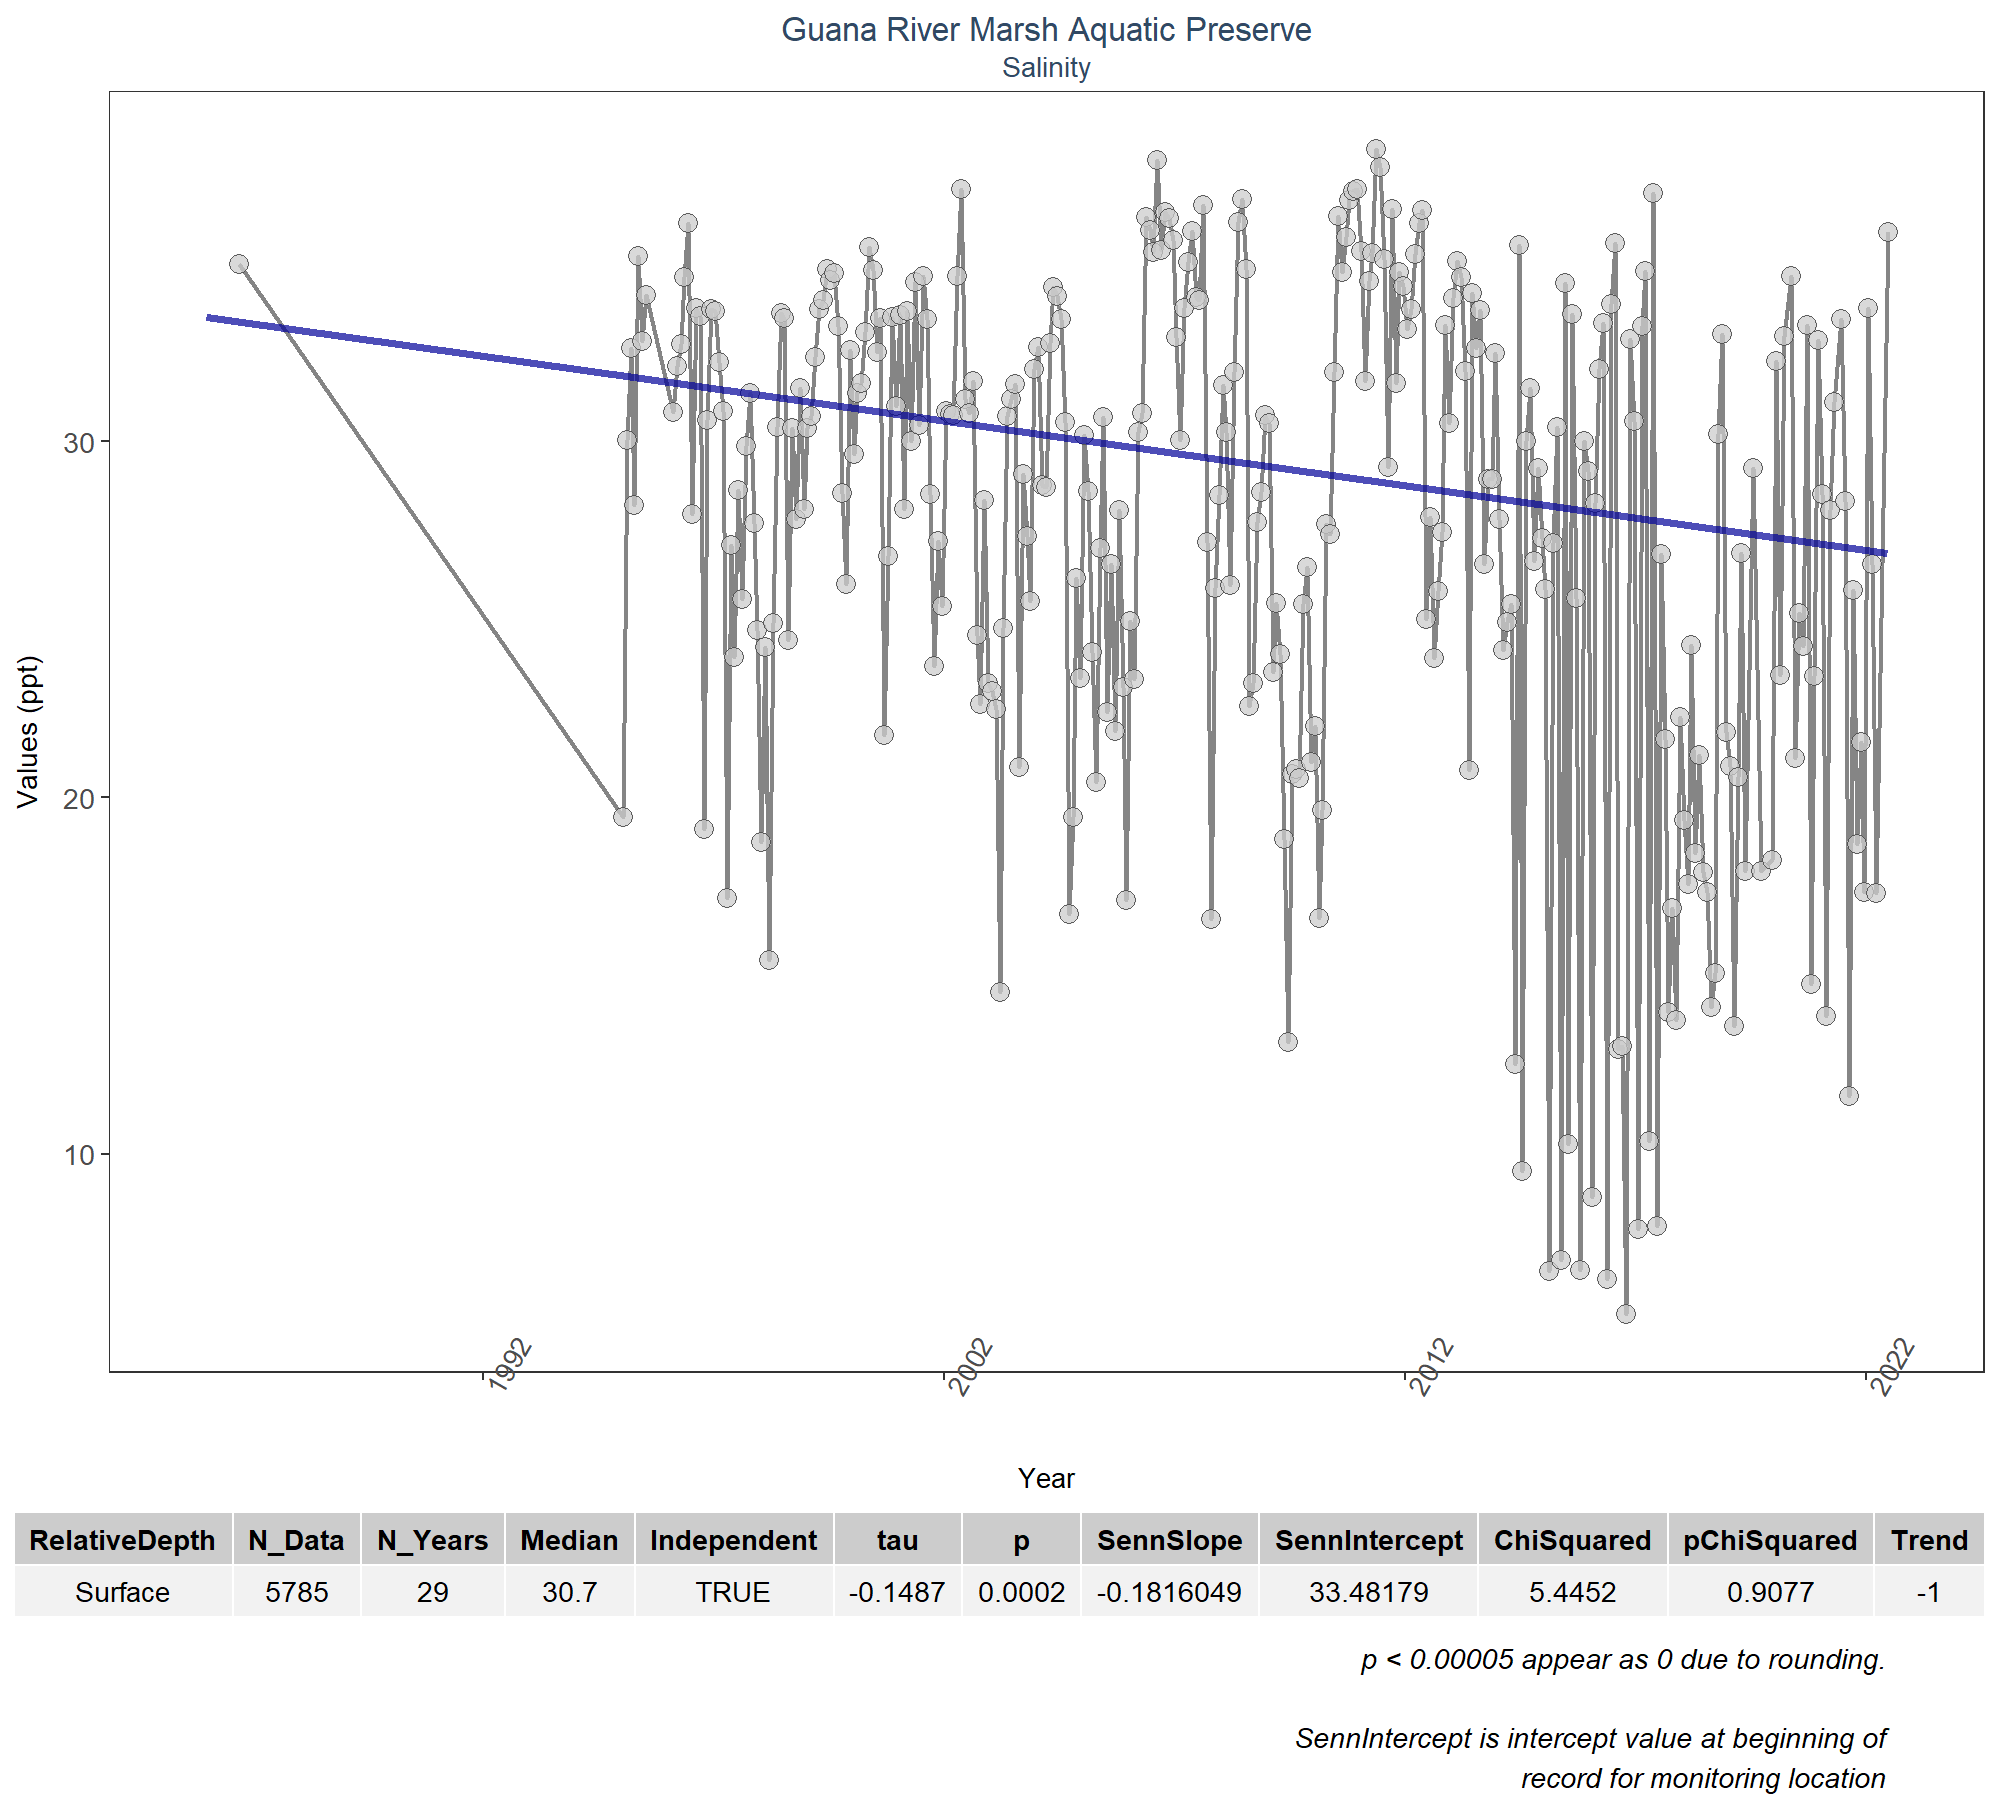 Guana River Marsh Aquatic Preserve
Salinity
Values (ppt)
30
20
10
1992
2002
2012
2022
Year
RelativeDepth N_Data N_Years Median Independent tau p SennSlope SennIntercept ChiSquared pChiSquared Trend
Surface 5785 29 30.7 TRUE -0.1487 0.0002 -0.1816049 33.48179 5.4452 0.9077 -1
p < 0.00005 appear as 0 due to rounding.
SennIntercept is intercept value at beginning of
record for monitoring location